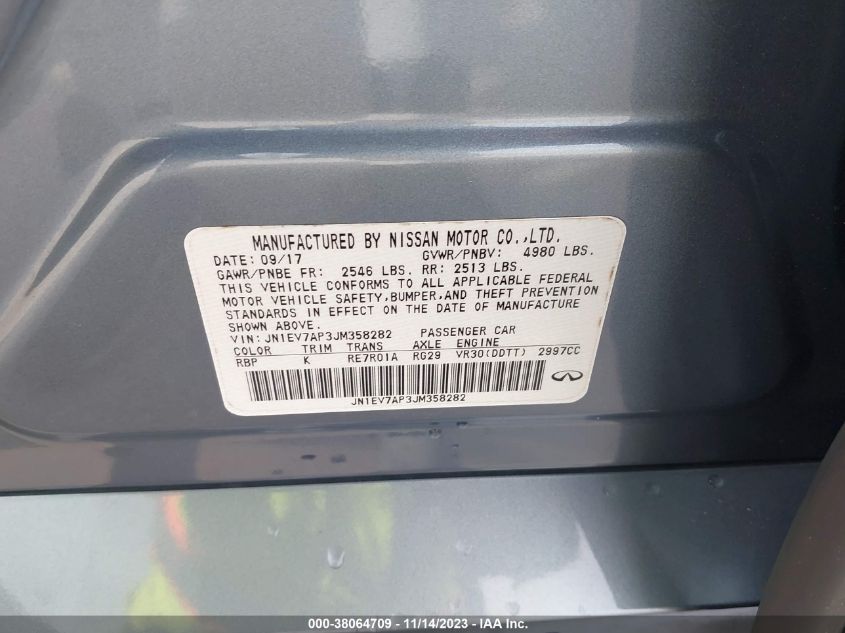 MANUFACTURED BY NISSAN MOTOR CO.,LTD.
DATE: 09/17 GVWR/PNBV: 4980 LBS.
GAWR/PNBE FR: 2546 LBS. RR: 2513 LBS.
THIS VEHICLE CONFORMS TO ALL APPLICABLE FEDERAL
MOTOR VEHICLE SAFETY,BUMPER,AND THEFT PREVENTION
STANDARDS IN EFFECT ON THE DATE OF MANUFACTURE
SHOWN ABOVE.
VIN: JN1EV7AP3JM358282 PASSENGER CAR
COLOR TRIM TRANS AXLE ENGINE
RBP K RE7R01A RG29 VR30(DDTT) 2997CC
JN1EV7AP3JM358282
000-38064709 - 11/14/2023 - IAA Inc.